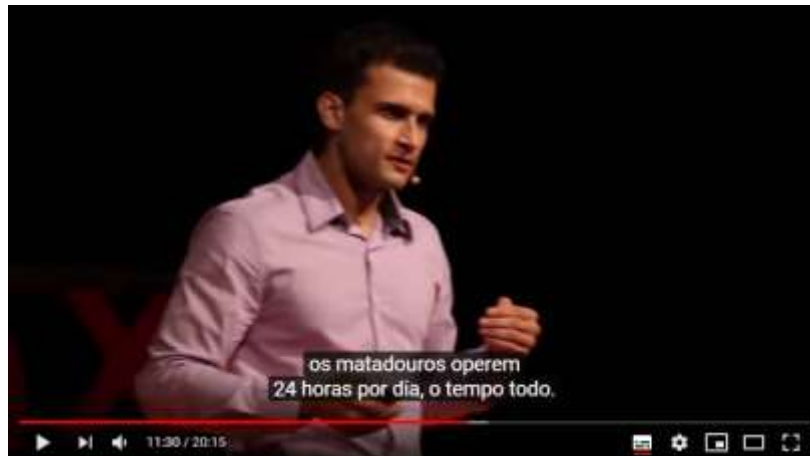 X
os matadouros operem
24 horas por dia, o tempo todo.
11:30 / 20:15